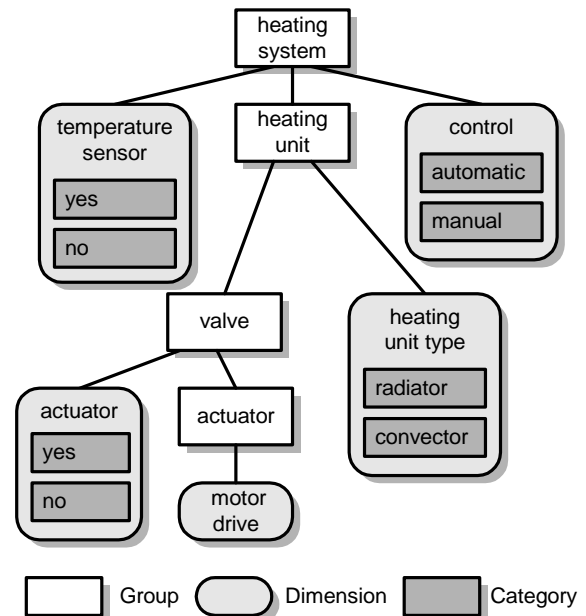 heating
system
temperature
sensor
yes
no
heating
unit
control
automatic
manual
valve
heating
unit type
radiator
convector
actuator
yes
no
actuator
motor
drive
Group
Dimension
Category